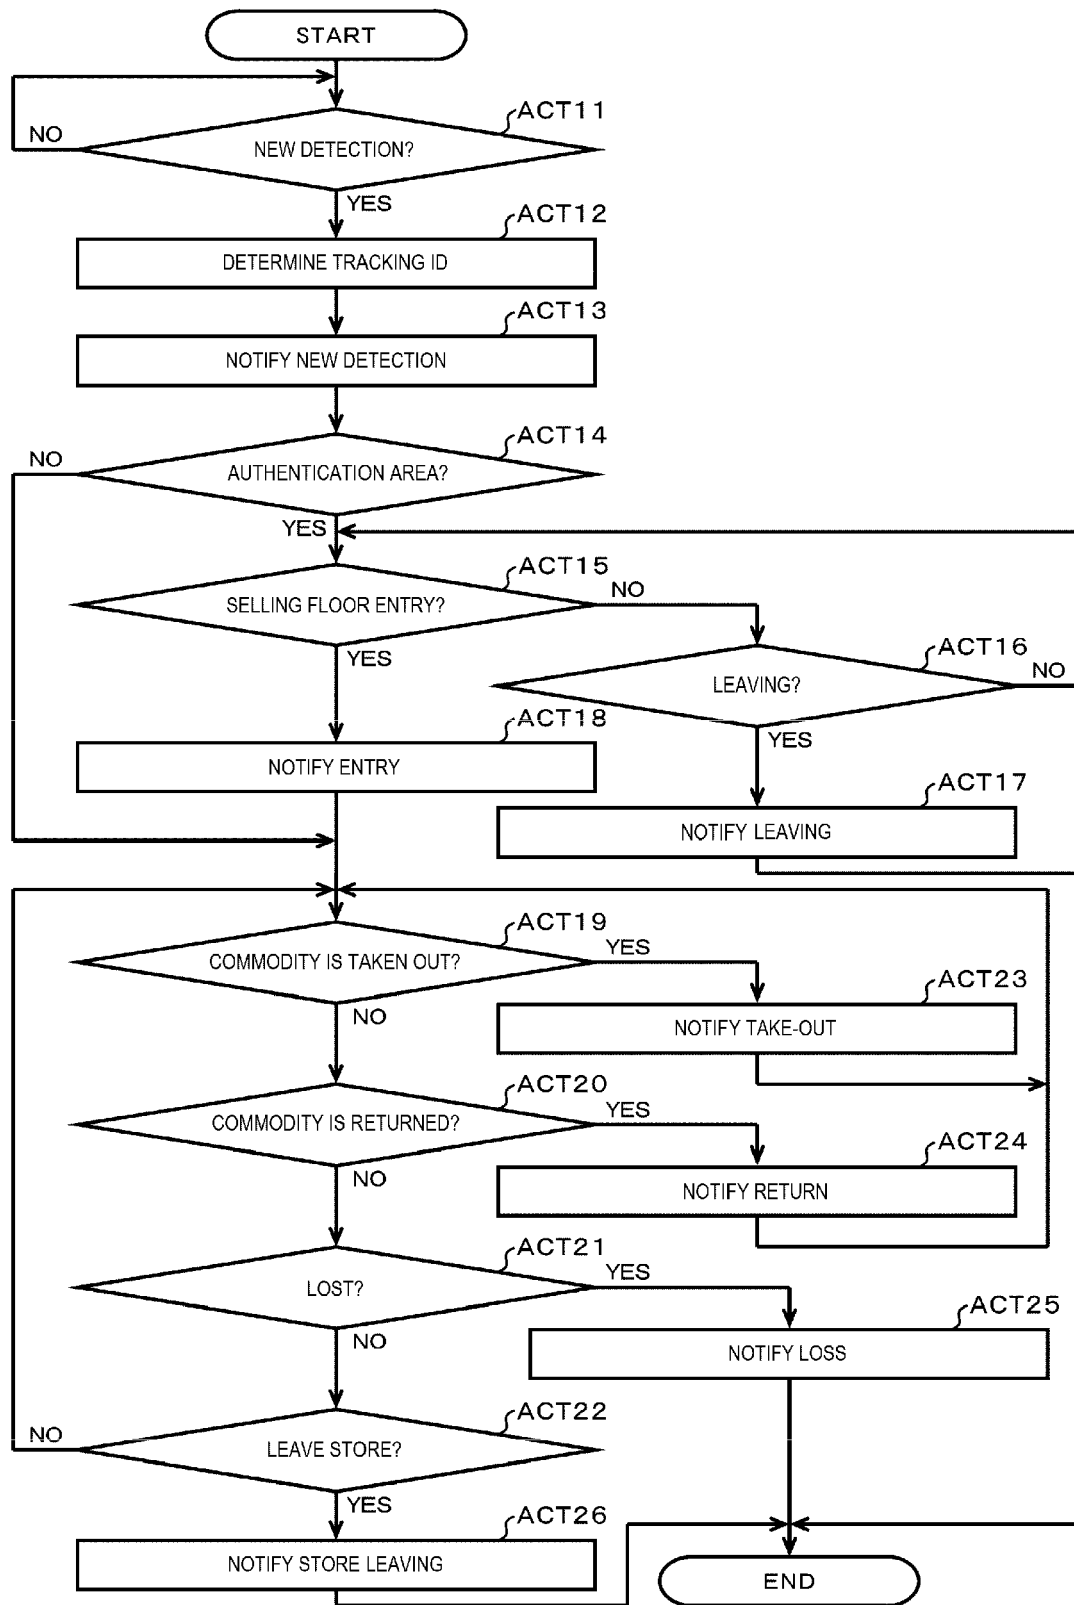 START
ACT11
NO
NEW DETECTION?
YES
ACT12
DETERMINE TRACKING ID
ACT13
NOTIFY NEW DETECTION
ACT14
NO
AUTHENTICATION AREA?
YES
ACT15
SELLING FLOOR ENTRY?
NO
YES
ACT16
LEAVING?
NO
YES
ACT18
NOTIFY ENTRY
ACT17
NOTIFY LEAVING
ACT19
COMMODITY IS TAKEN OUT?
YES
NO
ACT23
NOTIFY TAKE-OUT
ACT20
COMMODITY IS RETURNED?
YES
NO
ACT24
NOTIFY RETURN
ACT21
LOST?
YES
NO
ACT25
NOTIFY LOSS
ACT22
NO
LEAVE STORE?
YES
ACT26
NOTIFY STORE LEAVING
END